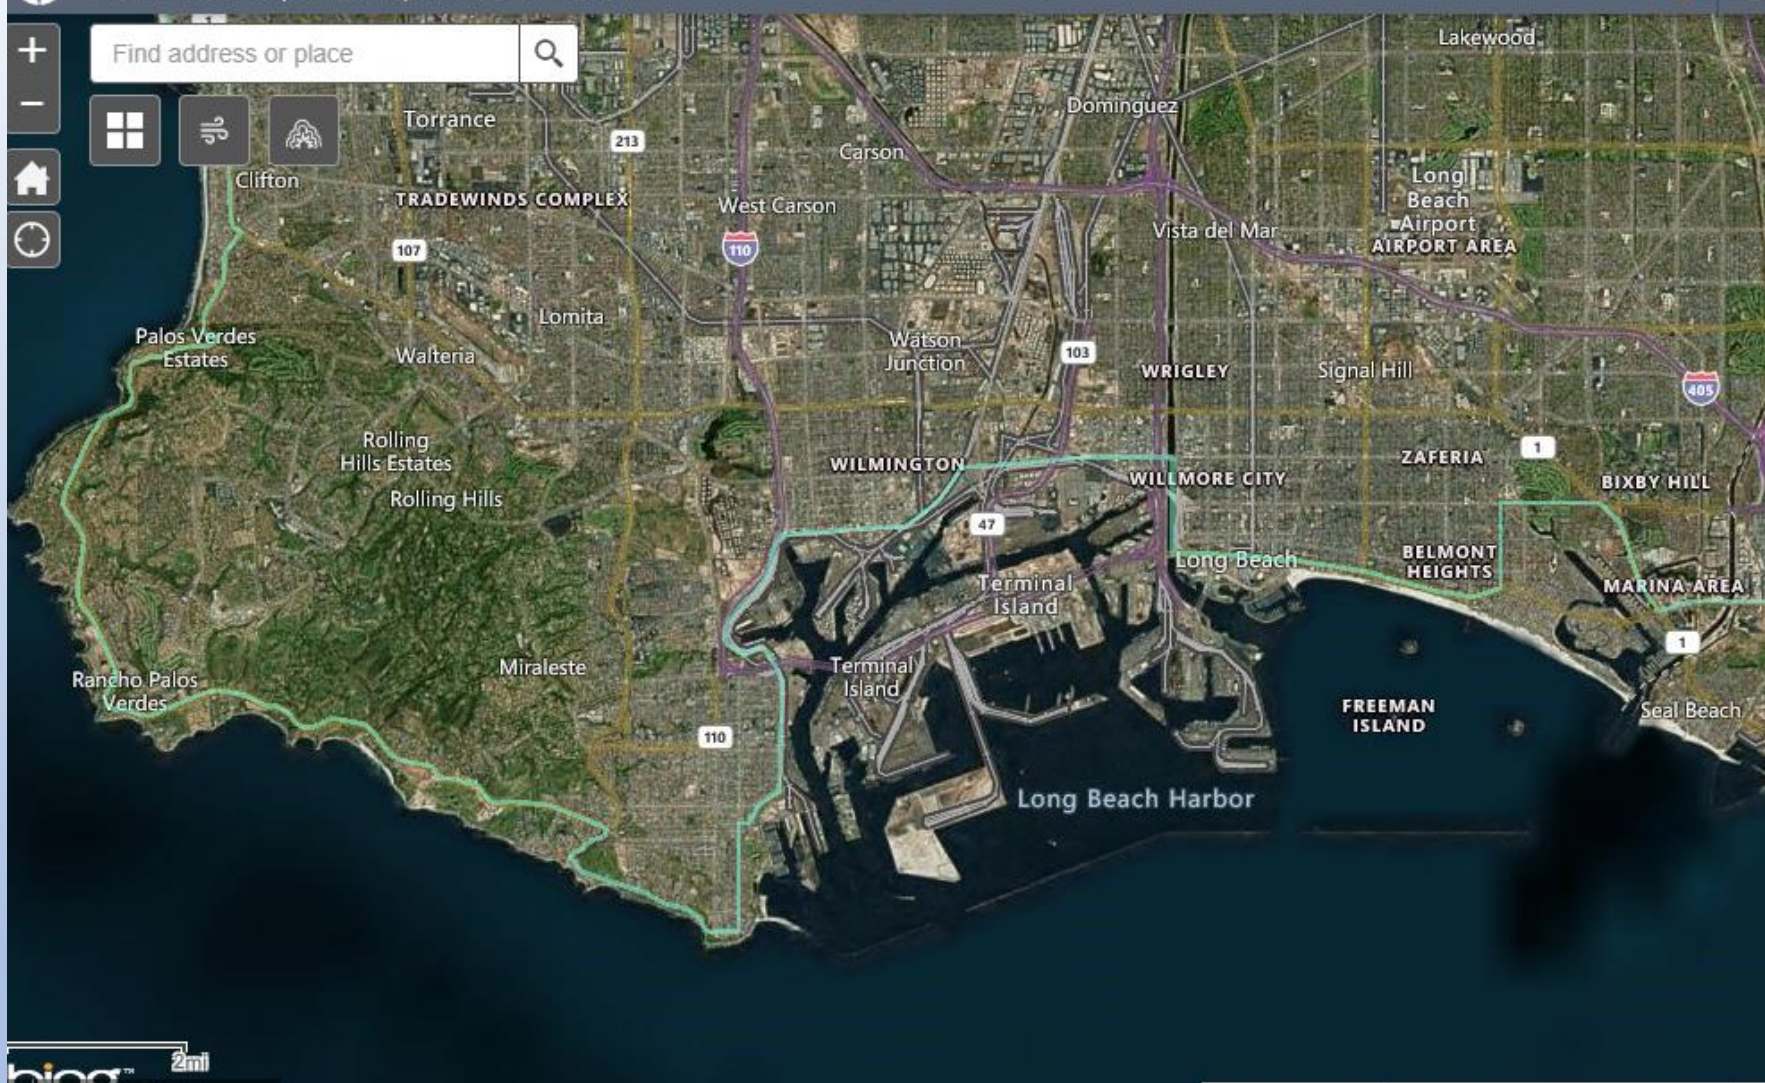 1
+
Find address or place
−
Lakewood
Torrance
213
Dominguez
Carson
Clifton
TRADEWINDS COMPLEX
West Carson
Long
Beach
Airport
AIRPORT AREA
107
110
Vista del Mar
Palos Verdes
Estates
Lomita
Walteria
Watson
Junction
103
WRIGLEY
Signal Hill
405
Rolling
Hills Estates
Rolling Hills
WILMINGTON
WILLMORE CITY
ZAFERIA
1
BIXBY HILL
47
Long Beach
BELMONT
HEIGHTS
MARINA AREA
Terminal
Island
1
Miraleste
Terminal
Island
Rancho Palos
Verdes
110
FREEMAN
ISLAND
Seal Beach
Long Beach Harbor
2mi
bing™